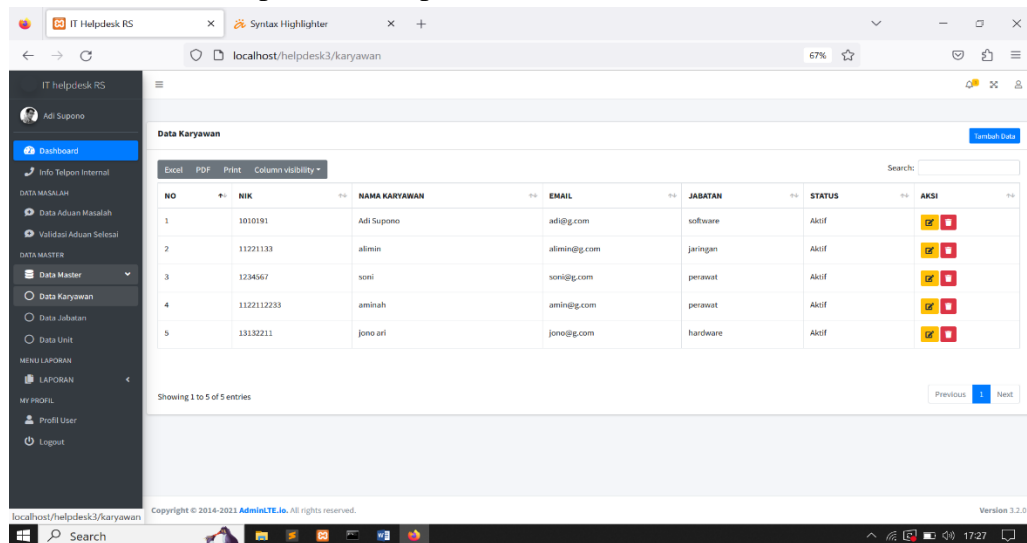 IT Helpdesk RS
Syntax Highlighter
localhost/helpdesk3/karyawan
67%
IT helpdesk RS
Adi Supono
Dashboard
Info Telpon Internal
DATA MASALAH
Data Aduan Masalah
Validasi Aduan Selesai
DATA MASTER
Data Master
Data Karyawan
Data Jabatan
Data Unit
MENU LAPORAN
LAPORAN
MY PROFIL
Profil User
Logout
Data Karyawan
Tambah Data
Excel PDF Print Column visibility
Search:
NO NIK NAMA KARYAWAN EMAIL JABATAN STATUS AKSI
1 1010191 Adi Supono adi@g.com software Aktif
2 11221133 alimin alimin@g.com jaringan Aktif
3 1234567 soni soni@g.com perawat Aktif
4 1122112233 aminah amin@g.com perawat Aktif
5 13132211 jono ari jono@g.com hardware Aktif
Showing 1 to 5 of 5 entries
Previous 1 Next
Copyright © 2014-2021 AdminLTE.io. All rights reserved.
Version 3.2.0
localhost/helpdesk3/karyawan
Search
17:27